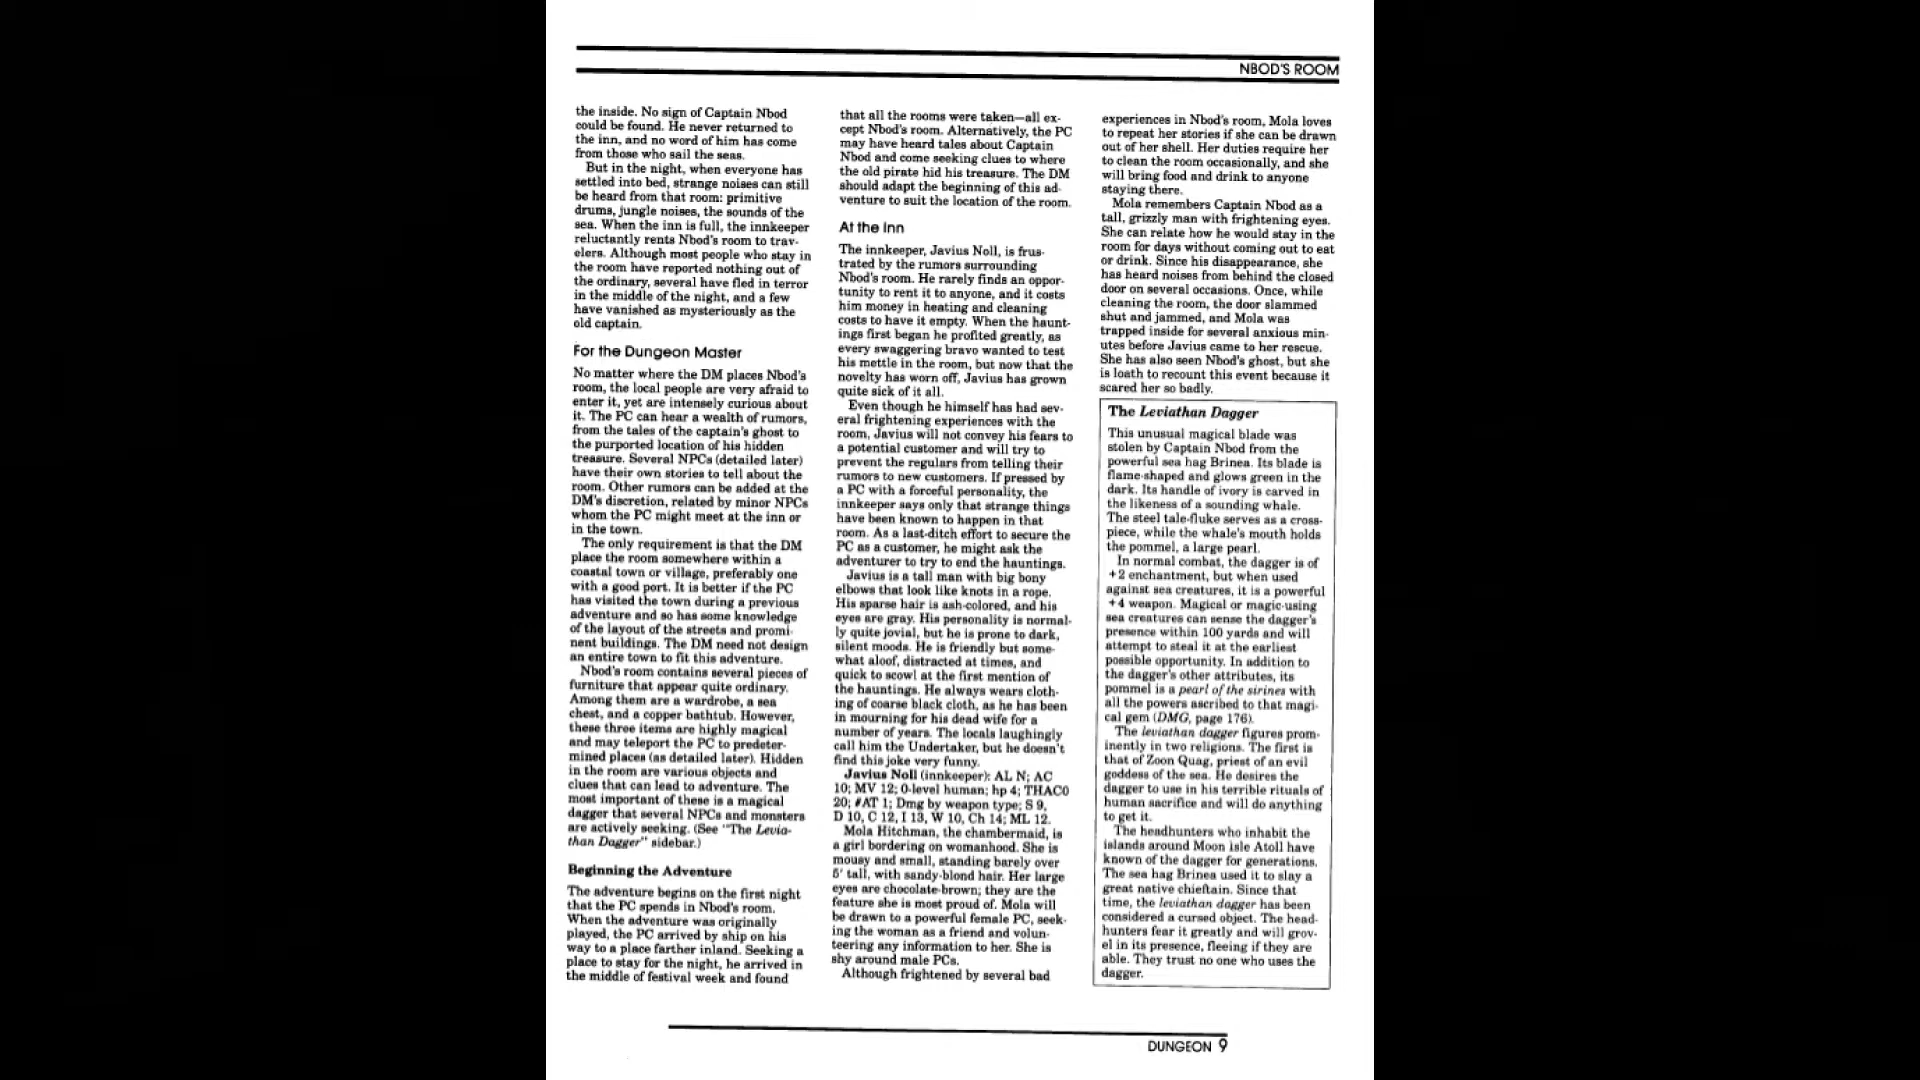 NBOD'S ROOM
the inside. No sign of Captain Nbod
could be found. He never returned to
the inn, and no word of him has come
from those who sail the seas.
But in the night, when everyone has
settled into bed, strange noises can still
be heard from that room: primitive
drums, jungle noises, the sounds of the
sea. When the inn is full, the innkeeper
reluctantly rents Nbod's room to trav-
elers. Although most people who stay in
the room have reported nothing out of
the ordinary, several have fled in terror
in the middle of the night, and a few
have vanished as mysteriously as the
old captain.
For the Dungeon Master
No matter where the DM places Nbod's
room, the local people are very afraid to
enter it, yet are intensely curious about
it. The PC can hear a wealth of rumors,
from the tales of the captain's ghost to
the purported location of his hidden
treasure. Several NPCs (detailed later)
have their own stories to tell about the
room. Other rumors can be added at the
DM's discretion, related by minor NPCs
whom the PC might meet at the inn or
in the town.
The only requirement is that the DM
place the room somewhere within a
coastal town or village, preferably one
with a good port. It is better if the PC
has visited the town during a previous
adventure and so has some knowledge
of the layout of the streets and promi-
nent buildings. The DM need not design
an entire town to fit this adventure.
Nbod's room contains several pieces of
furniture that appear quite ordinary.
Among them are a wardrobe, a sea
chest, and a copper bathtub. However,
these three items are highly magical
and may teleport the PC to predeter-
mined places (as detailed later). Hidden
in the room are various objects and
clues that can lead to adventure. The
most important of these is a magical
dagger that several NPCs and monsters
are actively seeking. (See "The Levia-
than Dagger" sidebar.)
Beginning the Adventure
The adventure begins on the first night
that the PC spends in Nbod's room.
When the adventure was originally
played, the PC arrived by ship on his
way to a place farther inland. Seeking a
place to stay for the night, he arrived in
the middle of festival week and found
that all the rooms were taken—all ex-
cept Nbod's room. Alternatively, the PC
may have heard tales about Captain
Nbod and come seeking clues to where
the old pirate hid his treasure. The DM
should adapt the beginning of this ad-
venture to suit the location of the room.
At the Inn
The innkeeper, Javius Noll, is frus-
trated by the rumors surrounding
Nbod's room. He rarely finds an oppor-
tunity to rent it to anyone, and it costs
him money in heating and cleaning
costs to have it empty. When the haunt-
ings first began he profited greatly, as
every swaggering bravo wanted to test
his mettle in the room, but now that the
novelty has worn off, Javius has grown
quite sick of it all.
Even though he himself has had sev-
eral frightening experiences with the
room, Javius will not convey his fears to
a potential customer and will try to
prevent the regulars from telling their
rumors to new customers. If pressed by
a PC with a forceful personality, the
innkeeper says only that strange things
have been known to happen in that
room. As a last-ditch effort to secure the
PC as a customer, he might ask the
adventurer to try to end the hauntings.
Javius is a tall man with big bony
elbows that look like knots in a rope.
His sparse hair is ash-colored, and his
eyes are gray. His personality is normal-
ly quite jovial, but he is prone to dark,
silent moods. He is friendly but some-
what aloof, distracted at times, and
quick to scowl at the first mention of
the hauntings. He always wears cloth-
ing of coarse black cloth, as he has been
in mourning for his dead wife for a
number of years. The locals laughingly
call him the Undertaker, but he doesn't
find this joke very funny.
Javius Noll (innkeeper): AL N; AC
10; MV 12; 0-level human; hp 4; THAC0
20; #AT 1; Dmg by weapon type; S 9,
D 10, C 12, I 13, W 10, Ch 14; ML 12.
Mola Hitchman, the chambermaid, is
a girl bordering on womanhood. She is
mousy and small, standing barely over
5' tall, with sandy-blond hair. Her large
eyes are chocolate-brown; they are the
feature she is most proud of. Mola will
be drawn to a powerful female PC, seek-
ing the woman as a friend and volun-
teering any information to her. She is
shy around male PCs.
Although frightened by several bad
experiences in Nbod's room, Mola loves
to repeat her stories if she can be drawn
out of her shell. Her duties require her
to clean the room occasionally, and she
will bring food and drink to anyone
staying there.
Mola remembers Captain Nbod as a
tall, grizzly man with frightening eyes.
She can relate how he would stay in the
room for days without coming out to eat
or drink. Since his disappearance, she
has heard noises from behind the closed
door on several occasions. Once, while
cleaning the room, the door slammed
shut and jammed, and Mola was
trapped inside for several anxious min-
utes before Javius came to her rescue.
She has also seen Nbod's ghost, but she
is loath to recount this event because it
scared her so badly.
The Leviathan Dagger
This unusual magical blade was
stolen by Captain Nbod from the
powerful sea hag Brinea. Its blade is
flame-shaped and glows green in the
dark. Its handle of ivory is carved in
the likeness of a sounding whale.
The steel tale-fluke serves as a cross-
piece, while the whale's mouth holds
the pommel, a large pearl.
In normal combat, the dagger is of
+2 enchantment, but when used
against sea creatures, it is a powerful
+4 weapon. Magical or magic-using
sea creatures can sense the dagger's
presence within 100 yards and will
attempt to steal it at the earliest
possible opportunity. In addition to
the dagger's other attributes, its
pommel is a pearl of the sirines with
all the powers ascribed to that magi-
cal gem (DMG, page 176).
The leviathan dagger figures prom-
inently in two religions. The first is
that of Zoon Quag, priest of an evil
goddess of the sea. He desires the
dagger to use in his terrible rituals of
human sacrifice and will do anything
to get it.
The headhunters who inhabit the
islands around Moon Isle Atoll have
known of the dagger for generations.
The sea hag Brinea used it to slay a
great native chieftain. Since that
time, the leviathan dagger has been
considered a cursed object. The head-
hunters fear it greatly and will grov-
el in its presence, fleeing if they are
able. They trust no one who uses the
dagger.
DUNGEON 9